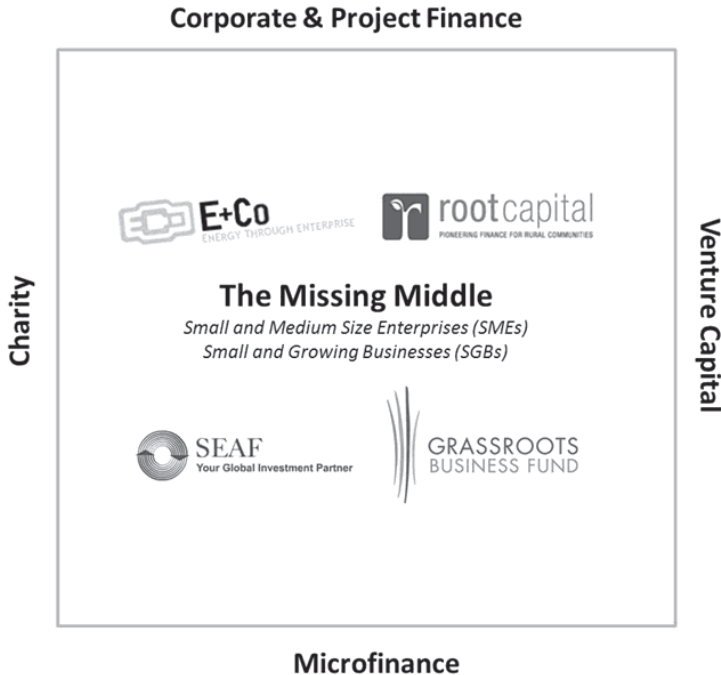 Corporate & Project Finance
E+Co
ENERGY THROUGH ENTERPRISE
rootcapital
PIONEERING FINANCE FOR RURAL COMMUNITIES
Charity
Venture Capital
The Missing Middle
Small and Medium Size Enterprises (SMEs)
Small and Growing Businesses (SGBs)
SEAF
Your Global Investment Partner
GRASSROOTS
BUSINESS FUND
Microfinance